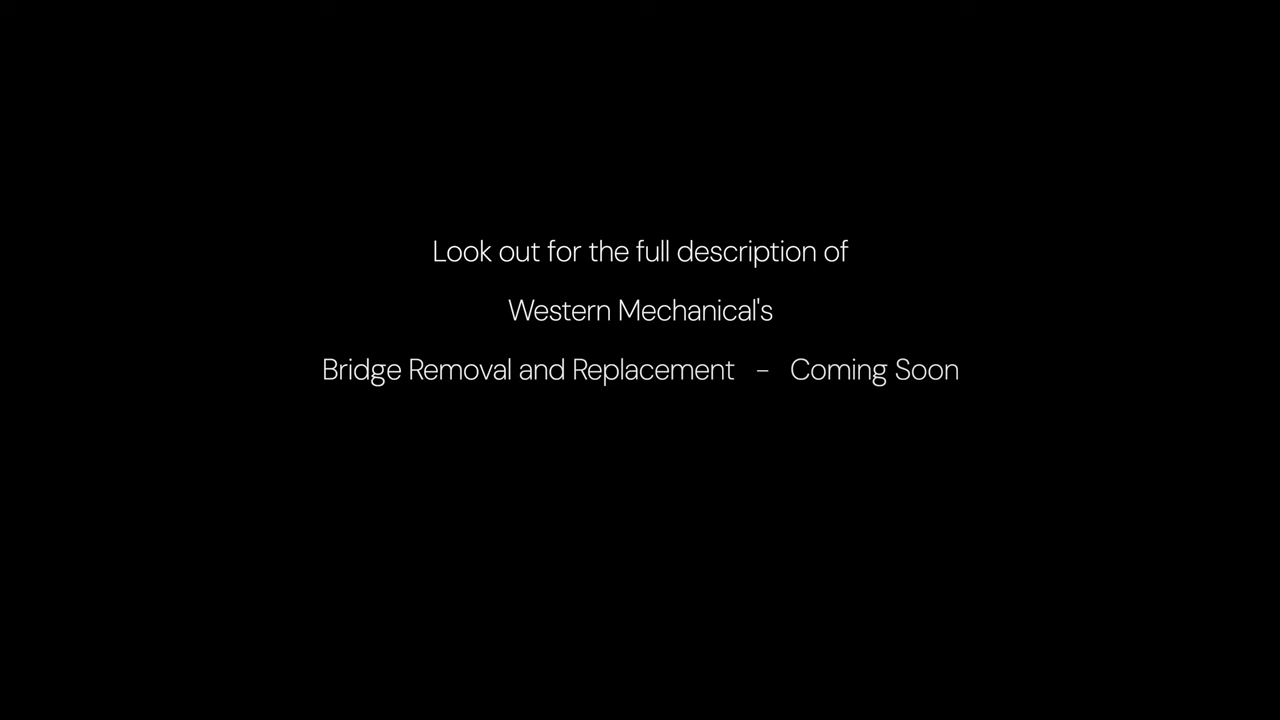 Look out for the full description of
Western Mechanical's
Bridge Removal and Replacement - Coming Soon